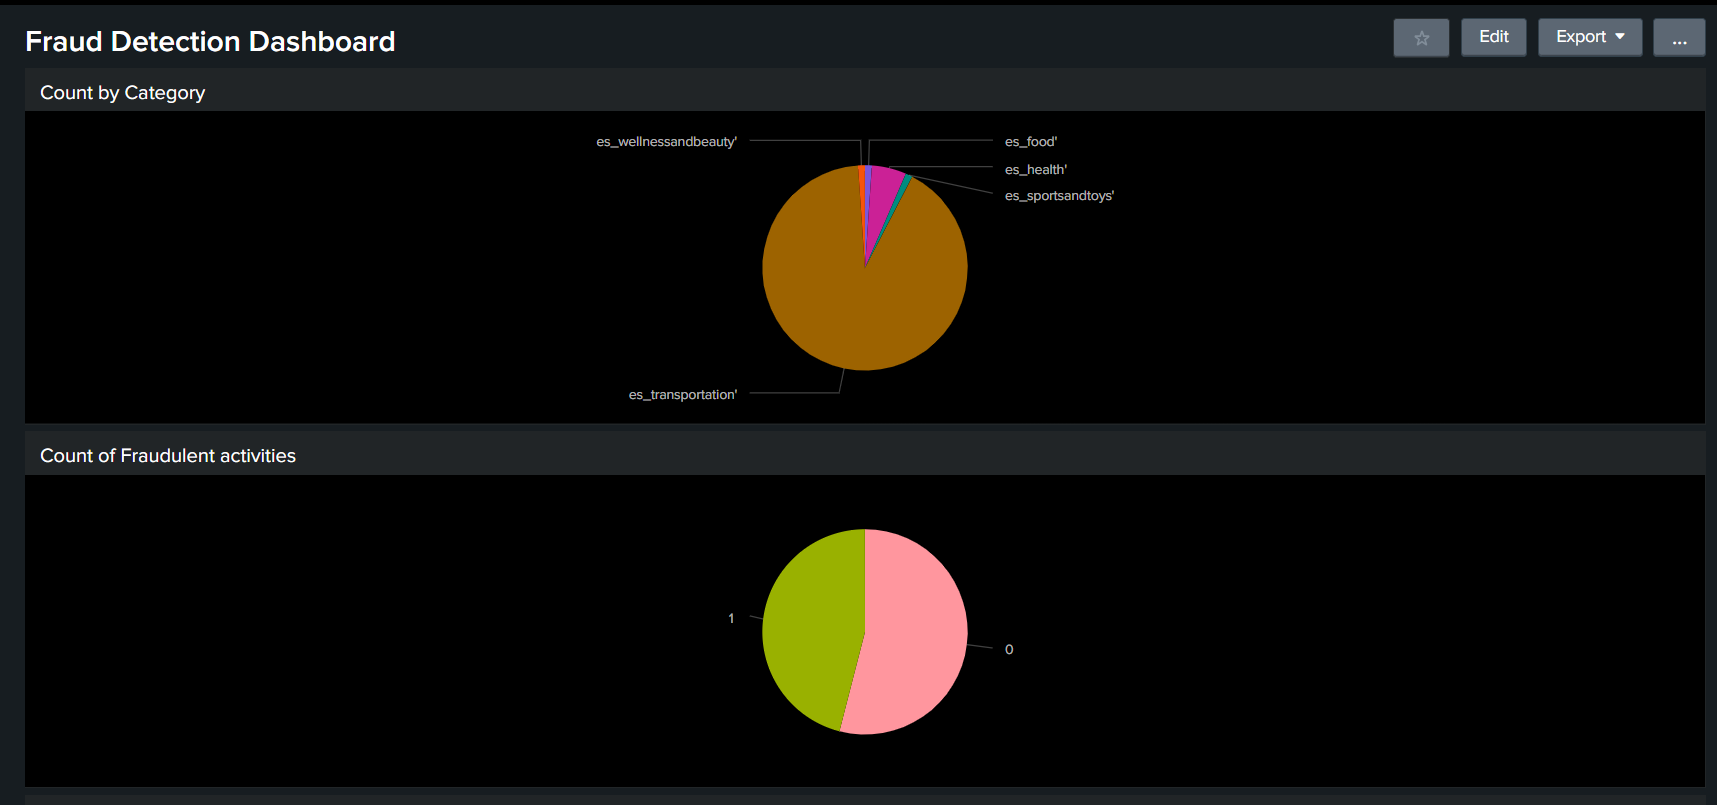 Fraud Detection Dashboard
Edit
Export
...
Count by Category
es_wellnessandbeauty'
es_food'
es_health'
es_sportsandtoys'
es_transportation'
Count of Fraudulent activities
1
0